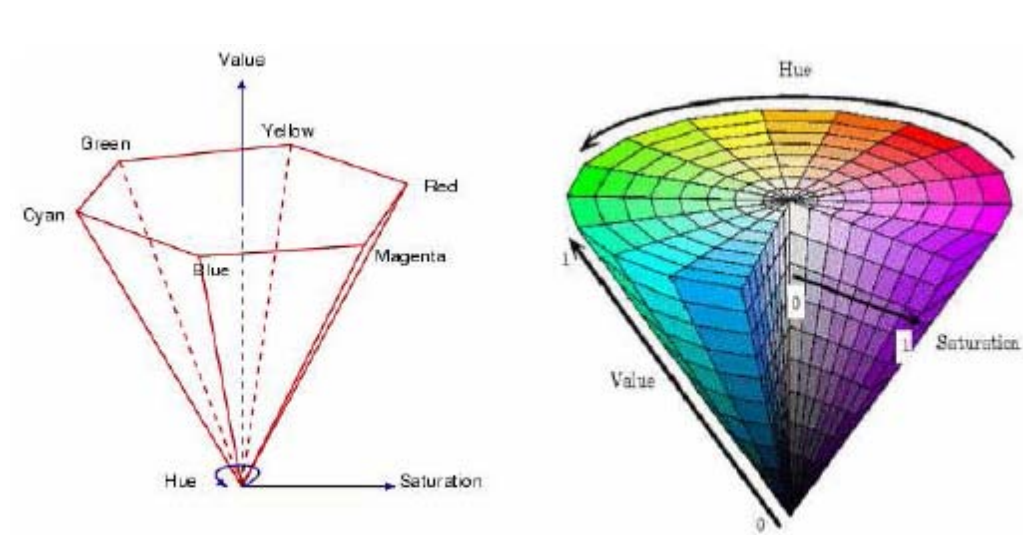 Value
Green
Yellow
Red
Cyan
Blue
Magenta
Hue
Saturation
Hue
1
0
1
Saturation
Value
0